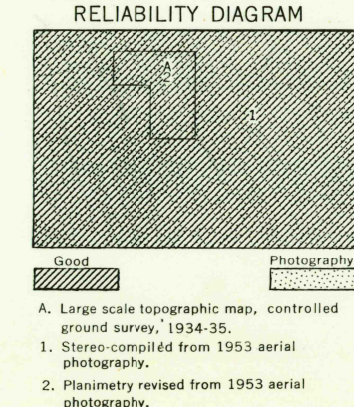 RELIABILITY DIAGRAM
A
2
1
Good
Photography
A. Large scale topographic map, controlled
ground survey, 1934-35.
1. Stereo-compiled from 1953 aerial
photography.
2. Planimetry revised from 1953 aerial
photography.